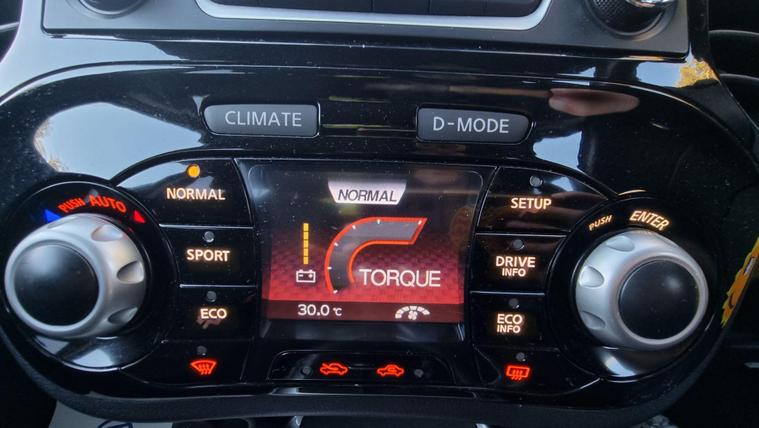 CLIMATE
D-MODE
PUSH AUTO
NORMAL
SPORT
ECO
NORMAL
TORQUE
30.0 °C
SETUP
DRIVE
INFO
ECO
INFO
PUSH ENTER